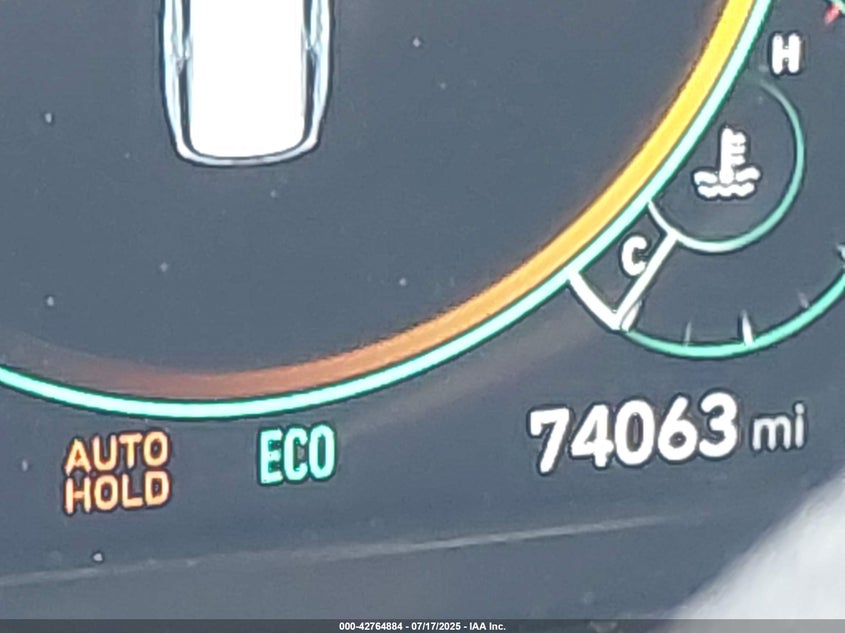 H
C
74063 mi
AUTO
HOLD
ECO
000-42764884 - 07/17/2025 - IAA Inc.